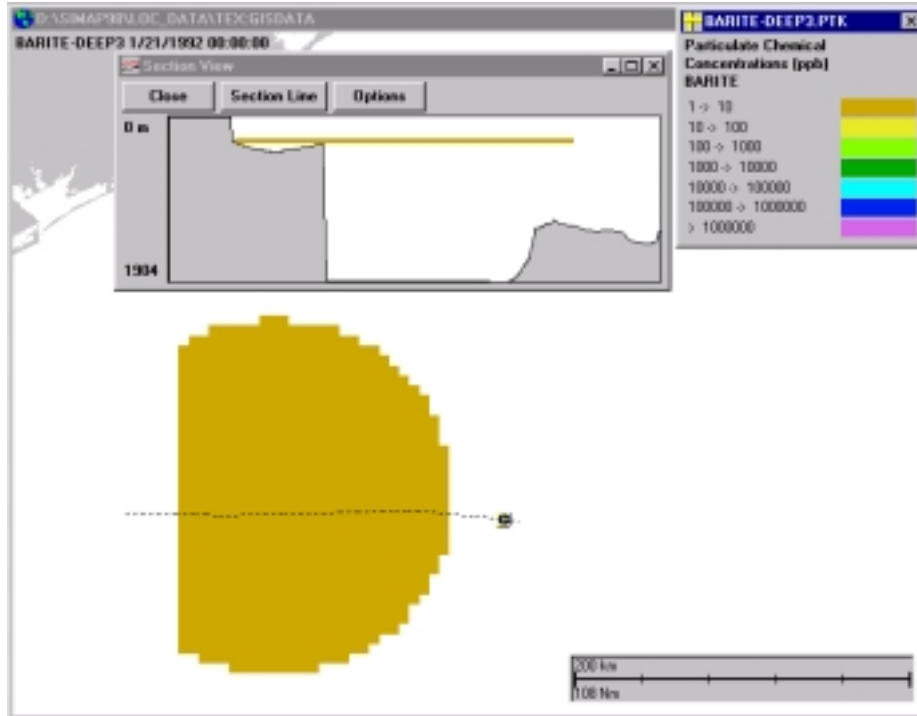 D:\SIMAP98\LOC_DATA\TEX:GISDATA
BARITE-DEEP3 1/21/1992 00:00:00
Section View
Close Section Line Options
0 m
1904
BARITE-DEEP3.PTK
Particulate Chemical
Concentrations (ppb)
BARITE
1 -> 10
10 -> 100
100 -> 1000
1000 -> 10000
10000 -> 100000
100000 -> 1000000
> 1000000
200 km
108 Nm